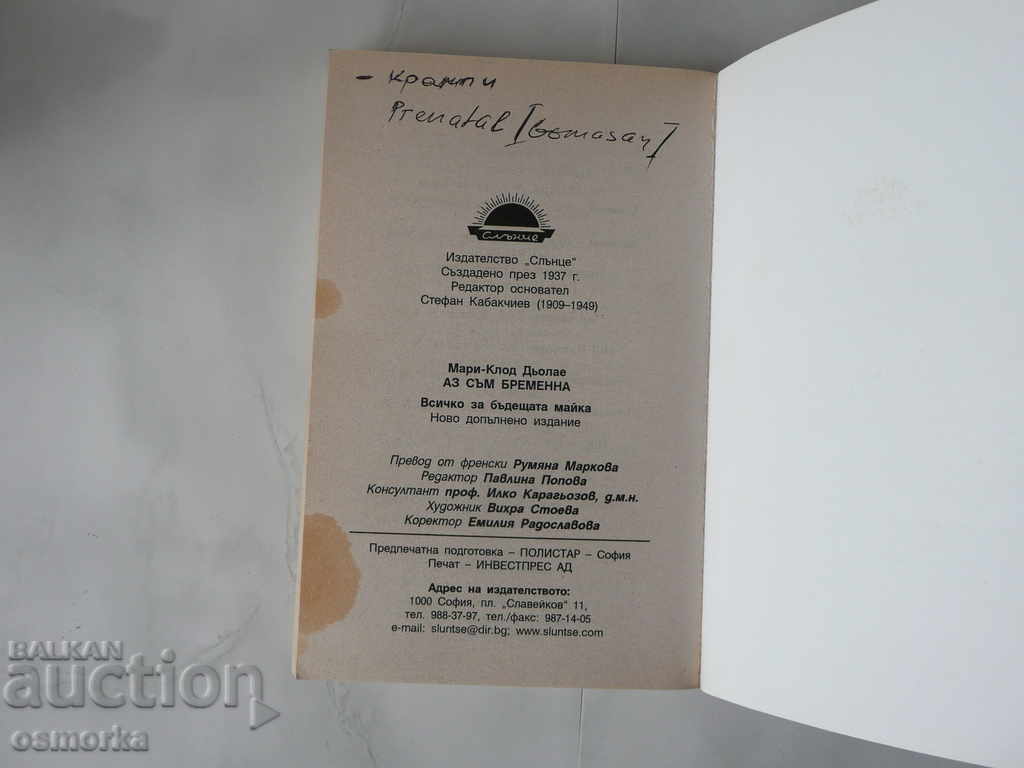 - крампи
Prenatal
Слънце
Издателство „Слънце“
Създадено през 1937 г.
Редактор основател
Стефан Кабакчиев (1909–1949)
Мари-Клод Дьолае
АЗ СЪМ БРЕМЕННА
Всичко за бъдещата майка
Ново допълнено издание
Превод от френски Румяна Маркова
Редактор Павлина Попова
Консултант проф. Илко Карагьозов, д.м.н.
Художник Вихра Стоева
Коректор Емилия Радославова
Предпечатна подготовка – ПОЛИСТАР – София
Печат – ИНВЕСТПРЕС АД
Адрес на издателството:
1000 София, пл. „Славейков“ 11,
тел. 988-37-97, тел./факс: 987-14-05
e-mail: sluntse@dir.bg; www.sluntse.com
BALKAN
auction
osmorka